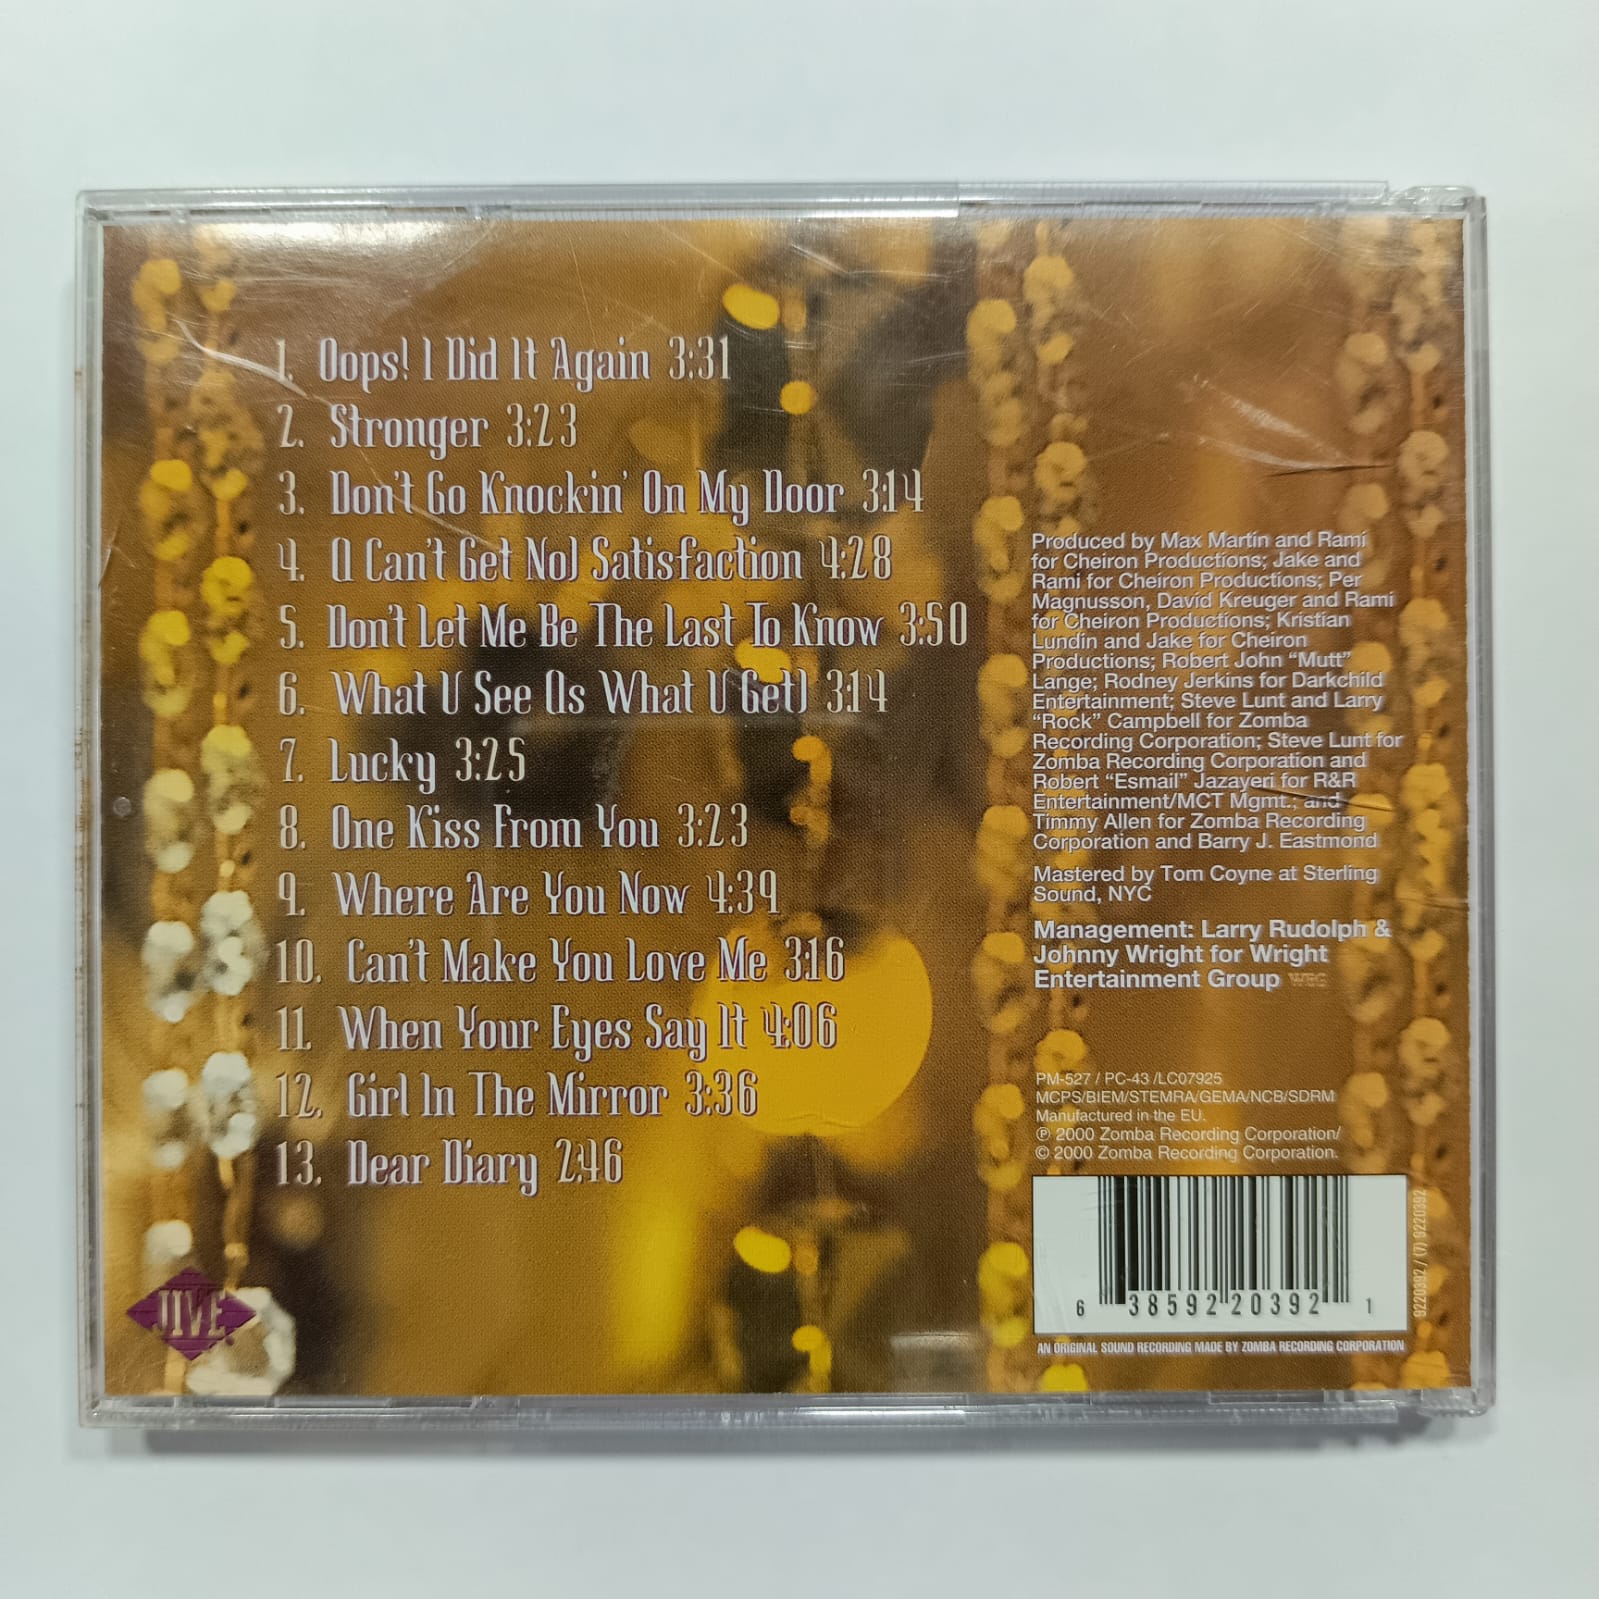 1. Oops! I Did It Again 3:31
2. Stronger 3:23
3. Don't Go Knockin' On My Door 3:14
4. (I Can't Get No) Satisfaction 4:28
5. Don't Let Me Be The Last To Know 3:50
6. What U See (Is What U Get) 3:14
7. Lucky 3:25
8. One Kiss From You 3:23
9. Where Are You Now 4:39
10. Can't Make You Love Me 3:16
11. When Your Eyes Say It 4:06
12. Girl In The Mirror 3:36
13. Dear Diary 2:46
JIVE
Produced by Max Martin and Rami
for Cheiron Productions; Jake and
Rami for Cheiron Productions; Per
Magnusson, David Kreuger and Rami
for Cheiron Productions; Kristian
Lundin and Jake for Cheiron
Productions; Robert John “Mutt”
Lange; Rodney Jerkins for Darkchild
Entertainment; Steve Lunt and Larry
“Rock” Campbell for Zomba
Recording Corporation; Steve Lunt for
Zomba Recording Corporation and
Robert “Esmail” Jazayeri for R&R
Entertainment/MCT Mgmt.; and
Timmy Allen for Zomba Recording
Corporation and Barry J. Eastmond
Mastered by Tom Coyne at Sterling
Sound, NYC
Management: Larry Rudolph &
Johnny Wright for Wright
Entertainment Group WEG
PM-527 / PC-43 /LC07925
MCPS/BIEM/STEMRA/GEMA/NCB/SDRM
Manufactured in the EU.
℗ 2000 Zomba Recording Corporation/
© 2000 Zomba Recording Corporation.
6 38592 20392 1
9220392 / (7) 9220392
AN ORIGINAL SOUND RECORDING MADE BY ZOMBA RECORDING CORPORATION